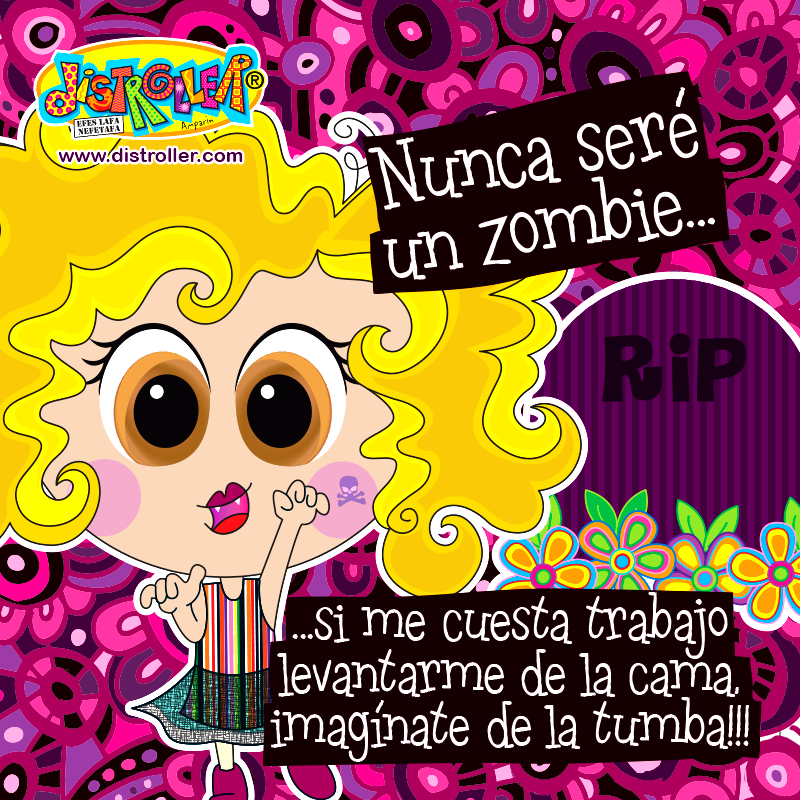 DISTROLLER®
EFES LAFA
NEFETAFA
Amparin
www.distroller.com
Nunca seré
un zombie...
RiP
...si me cuesta trabajo
levantarme de la cama,
imagínate de la tumba!!!